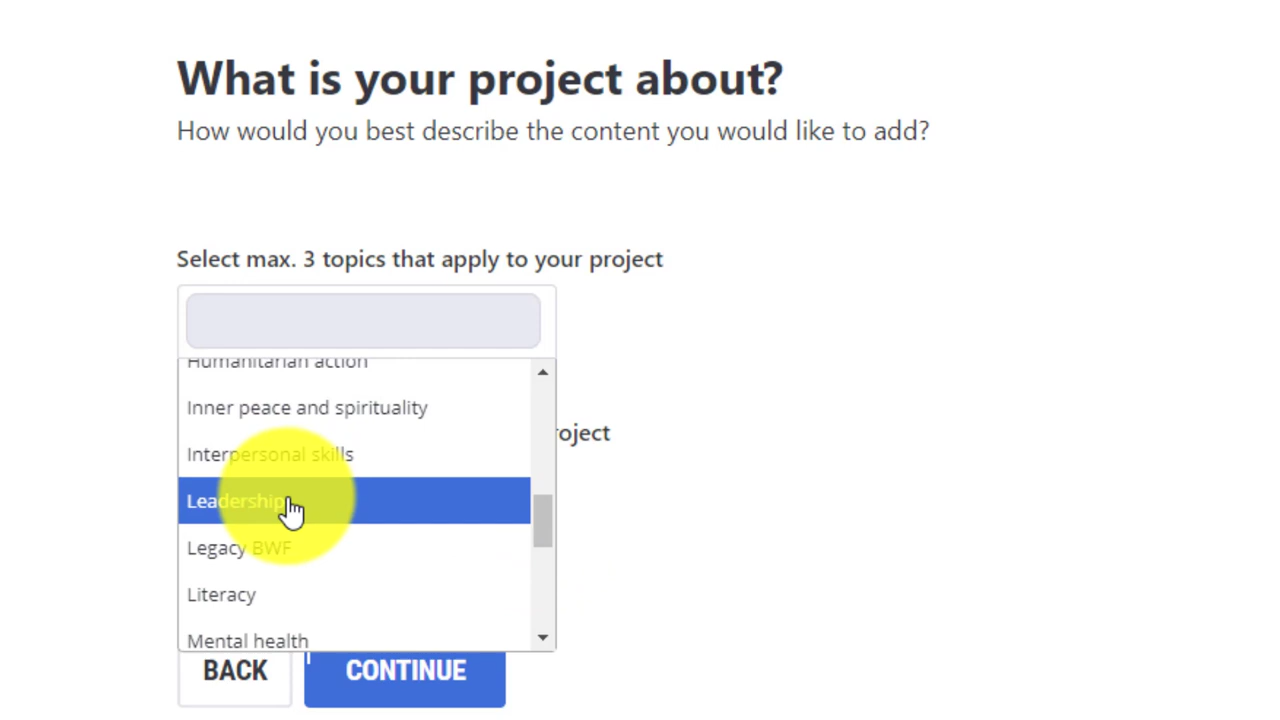 What is your project about?
How would you best describe the content you would like to add?
Select max. 3 topics that apply to your project
Humanitarian action
Inner peace and spirituality
Interpersonal skills
roject
Leadership
Legacy BWF
Literacy
Mental health
BACK
CONTINUE